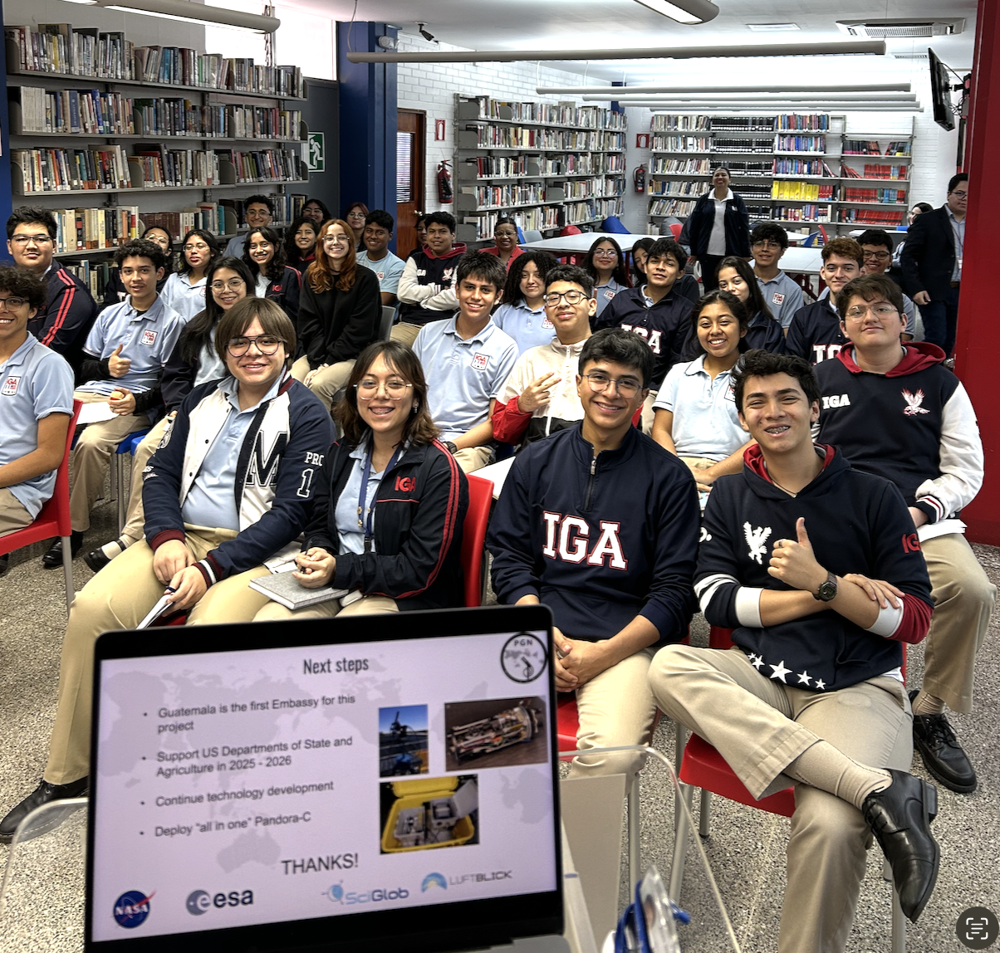 IGA
IGA
IGA
IGA
IGA
M
PRO
1
IGA
IGA
Next steps
PGN
• Guatemala is the first Embassy for this
project
• Support US Departments of State and
Agriculture in 2025 - 2026
• Continue technology development
• Deploy "all in one" Pandora-C
THANKS!
NASA
esa
SciGlob
LUFTBLICK